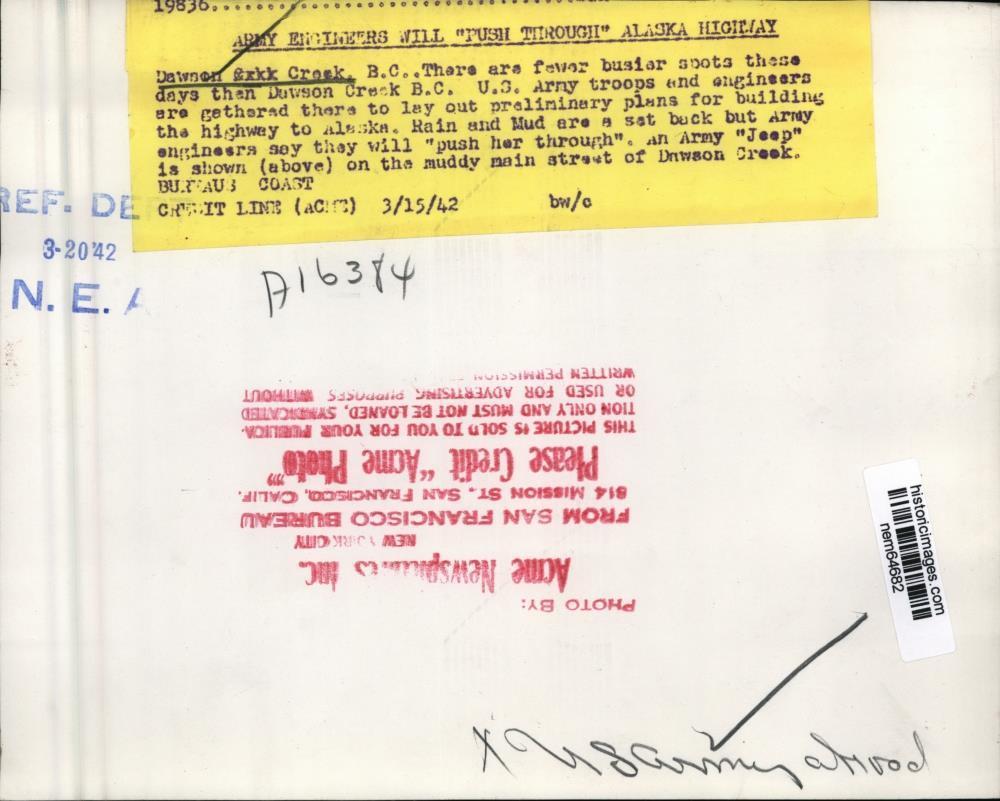 19836
ARMY ENGINEERS WILL "PUSH THROUGH" ALASKA HIGHWAY
Dawson &xkk Creek, B.C..There are fewer busier spots these
days then Dawson Creek B.C. U.S. Army troops and engineers
are gathered there to lay out preliminary plans for building
the highway to Alaska. Rain and Mud are a set back but Army
engineers say they will "push her through". An Army "Jeep"
is shown (above) on the muddy main street of Dawson Creek.
BUREAUS COAST
CREDIT LINE (ACME) 3/15/42 bw/c
REF. DE
3-20 42
N. E. A
A16384
PHOTO BY:
Acme Newspictures Inc.
NEW YORK CITY
FROM SAN FRANCISCO BUREAU
814 MISSION ST., SAN FRANCISCO, CALIF.
Please Credit "Acme Photo"
THIS PICTURE IS SOLD TO YOU FOR YOUR PUBLICA-
TION ONLY AND MUST NOT BE LOANED, SYNDICATED
OR USED FOR ADVERTISING PURPOSES WITHOUT
WRITTEN PERMISSION
historicimages.com
nem64682
X US Army abroad